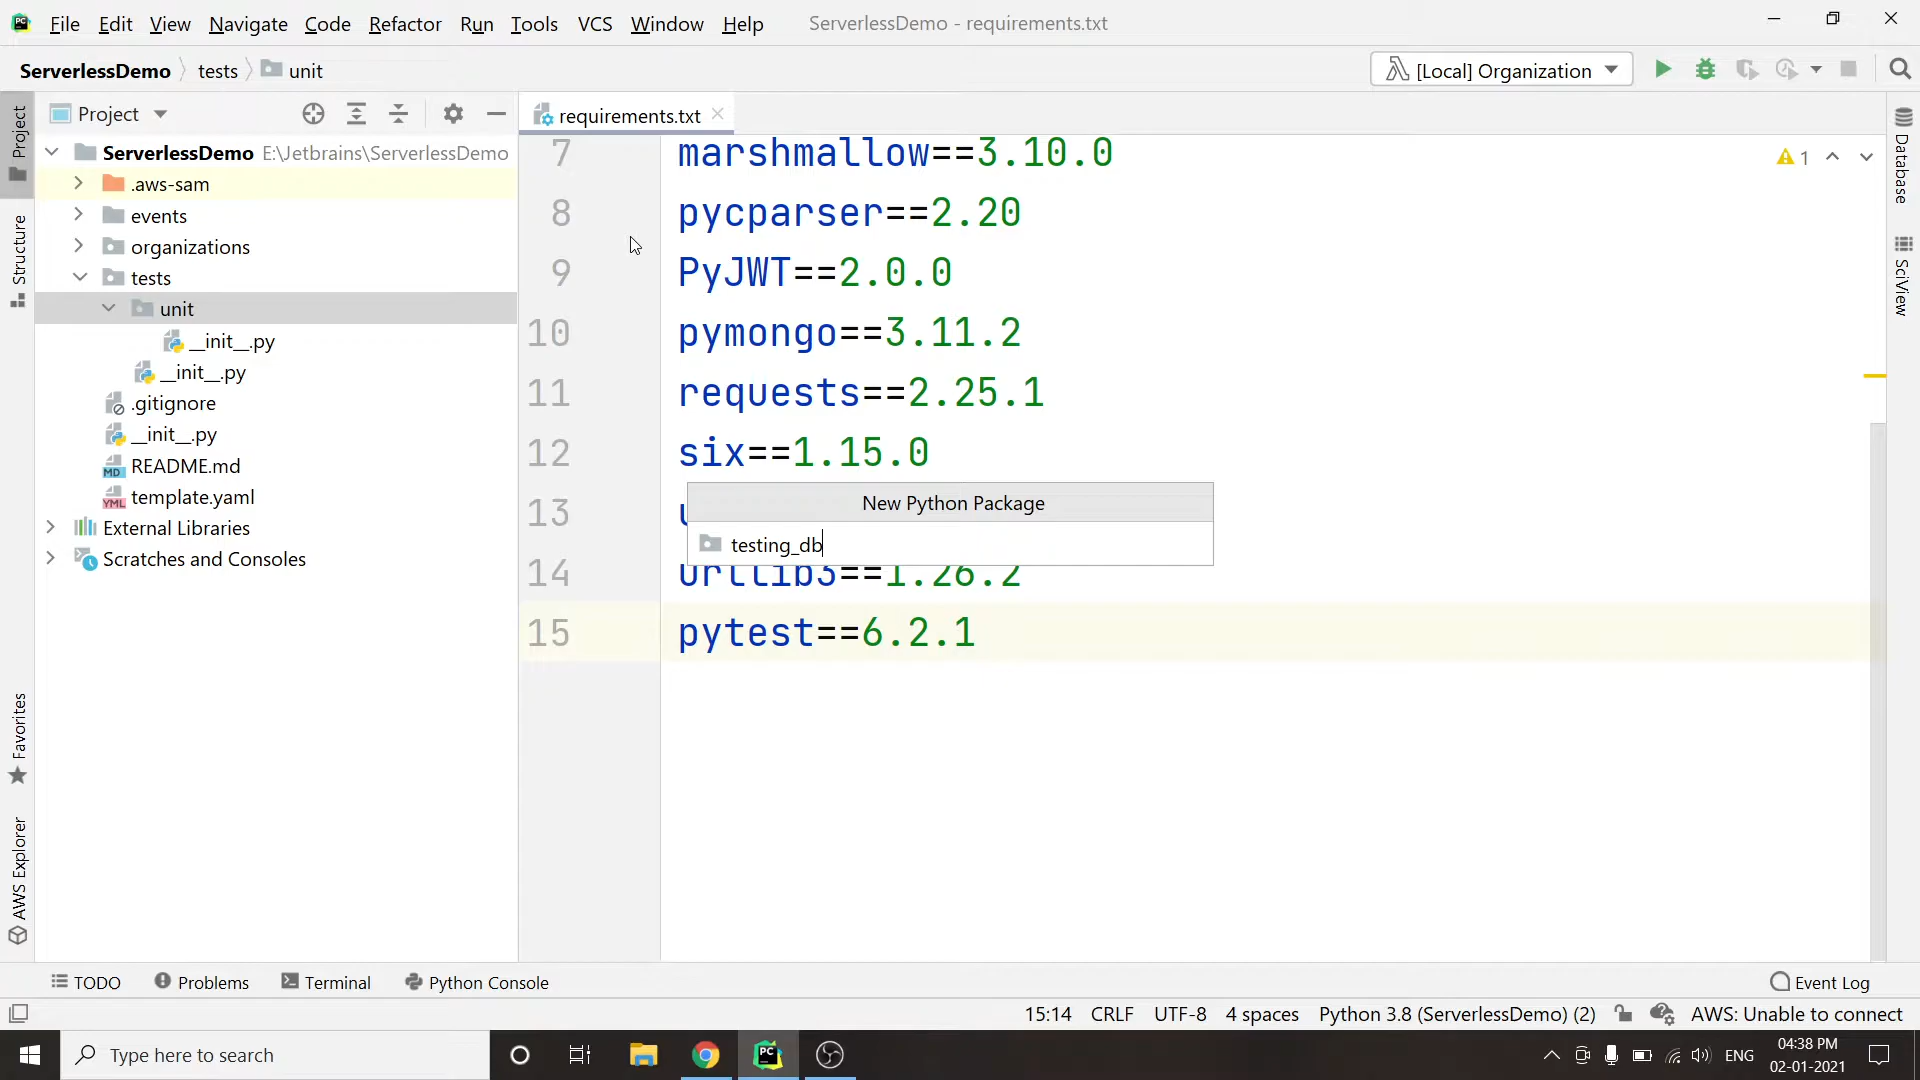 File Edit View Navigate Code Refactor Run Tools VCS Window Help ServerlessDemo - requirements.txt
ServerlessDemo tests unit [Local] Organization
Project
requirements.txt
ServerlessDemo E:\Jetbrains\ServerlessDemo
.aws-sam
events
organizations
tests
unit
__init__.py
__init__.py
.gitignore
__init__.py
MD README.md
YML template.yaml
External Libraries
Scratches and Consoles
7 marshmallow==3.10.0
8 pycparser==2.20
9 PyJWT==2.0.0
10 pymongo==3.11.2
11 requests==2.25.1
12 six==1.15.0
13
14 urllib3==1.26.2
15 pytest==6.2.1
1
New Python Package
testing_db
Project
Structure
Favorites
AWS Explorer
Database
SciView
TODO Problems Terminal Python Console Event Log
15:14 CRLF UTF-8 4 spaces Python 3.8 (ServerlessDemo) (2) AWS: Unable to connect
Type here to search
PC
ENG
04:38 PM
02-01-2021